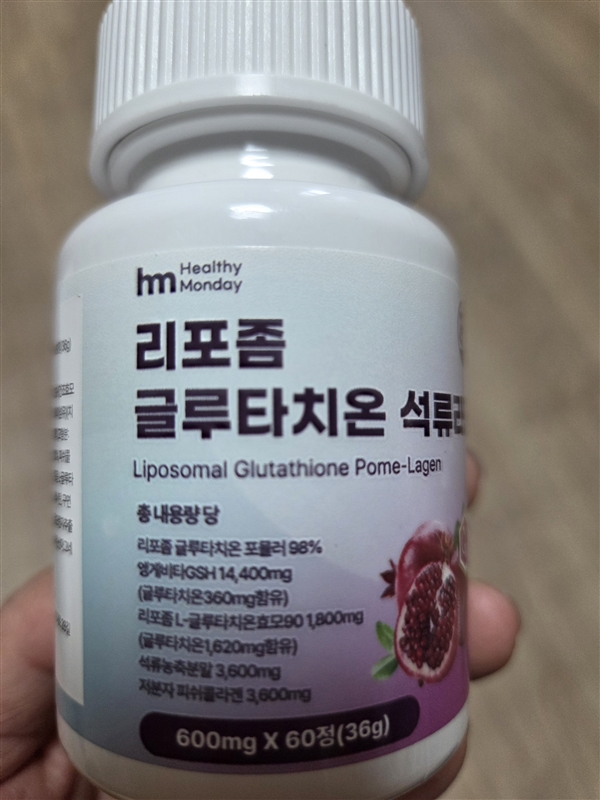 hm Healthy
Monday
리포좀
글루타치온 석류
Liposomal Glutathione Pome-Lagen
총 내용량 당
리포좀 글루타치온 포뮬러 98%
엥게비타GSH 14,400mg
(글루타치온360mg함유)
리포좀 L-글루타치온효모90 1,800mg
(글루타치온1,620mg함유)
석류농축분말 3,600mg
저분자 피쉬콜라겐 3,600mg
600mg X 60정(36g)